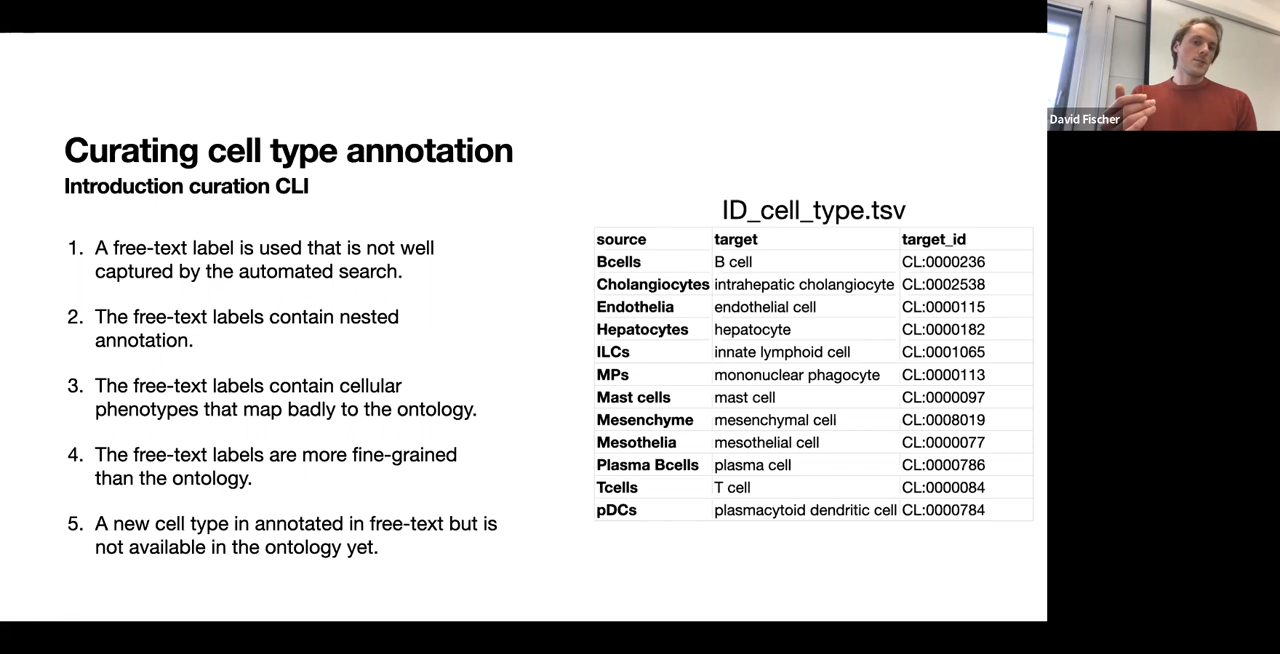 Curating cell type annotation
Introduction curation CLI
1. A free-text label is used that is not well
captured by the automated search.
2. The free-text labels contain nested
annotation.
3. The free-text labels contain cellular
phenotypes that map badly to the ontology.
4. The free-text labels are more fine-grained
than the ontology.
5. A new cell type in annotated in free-text but is
not available in the ontology yet.
ID_cell_type.tsv
source target target_id
Bcells B cell CL:0000236
Cholangiocytes intrahepatic cholangiocyte CL:0002538
Endothelia endothelial cell CL:0000115
Hepatocytes hepatocyte CL:0000182
ILCs innate lymphoid cell CL:0001065
MPs mononuclear phagocyte CL:0000113
Mast cells mast cell CL:0000097
Mesenchyme mesenchymal cell CL:0008019
Mesothelia mesothelial cell CL:0000077
Plasma Bcells plasma cell CL:0000786
Tcells T cell CL:0000084
pDCs plasmacytoid dendritic cell CL:0000784
David Fischer